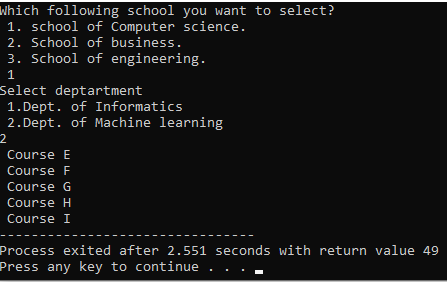 Which following school you want to select?
1. school of Computer science.
2. School of business.
3. School of engineering.
1
Select deptartment
1.Dept. of Informatics
2.Dept. of Machine learning
2
Course E
Course F
Course G
Course H
Course I
--------------------------------
Process exited after 2.551 seconds with return value 49
Press any key to continue . . .